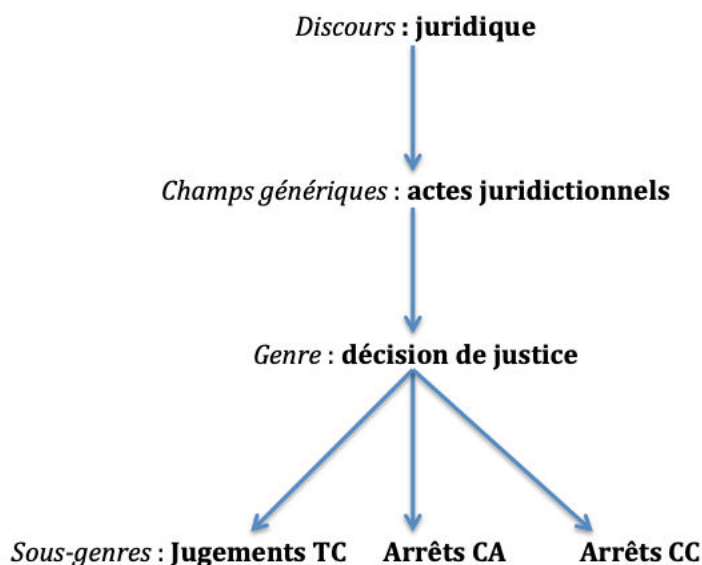 Discours : juridique
Champs génériques : actes juridictionnels
Genre : décision de justice
Sous-genres : Jugements TC Arrêts CA Arrêts CC